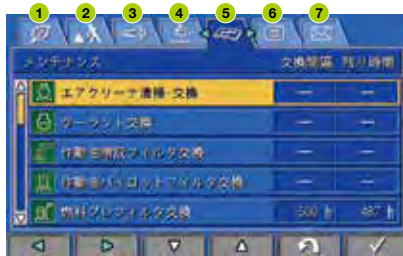 1 2 3 4 5 6 7
メンテナンス 交換間隔 残り時間
エアクリーナ清掃・交換 — —
クーラント交換 — —
作動油増成フィルタ交換 — —
作動油パイロットフィルタ交換 — —
燃料プレフィルタ交換 500 h 487 h